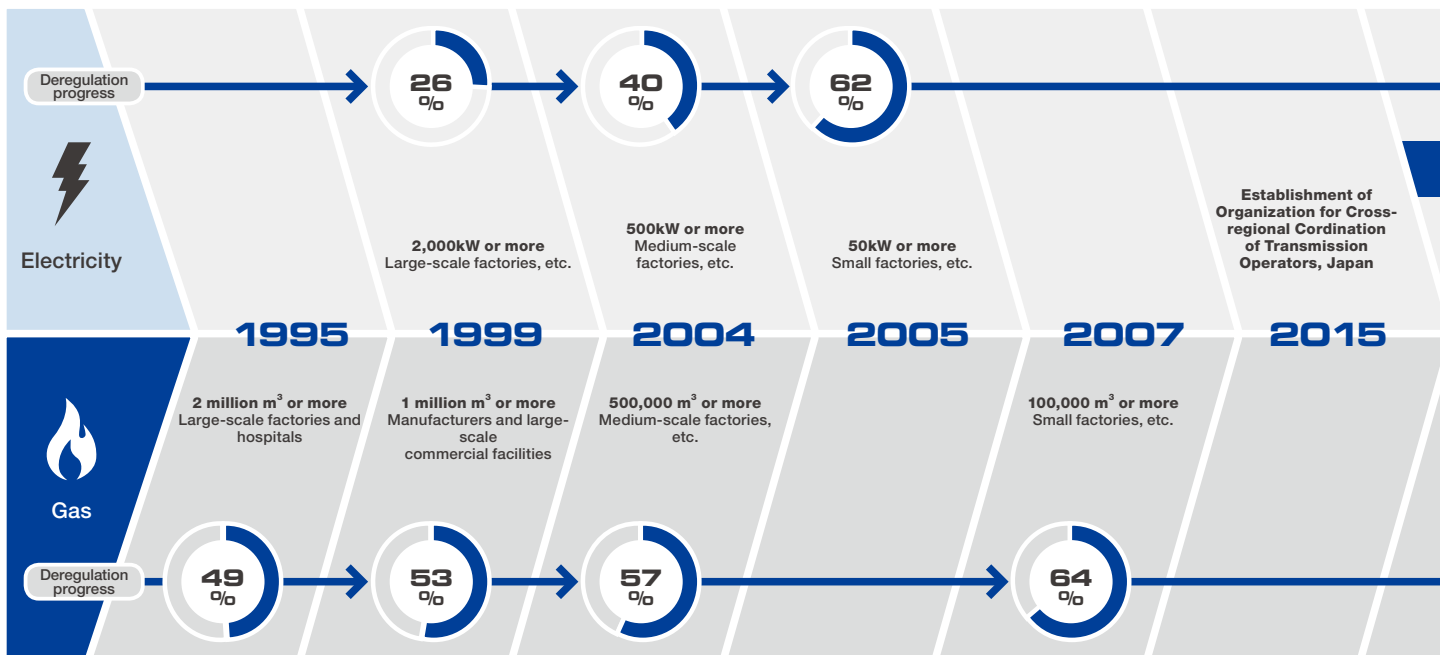 Deregulation
progress
26
%
40
%
62
%
Electricity
2,000kW or more
Large-scale factories, etc.
500kW or more
Medium-scale
factories, etc.
50kW or more
Small factories, etc.
Establishment of
Organization for Cross-
regional Cordination
of Transmission
Operators, Japan
1995
1999
2004
2005
2007
2015
Gas
2 million m³ or more
Large-scale factories and
hospitals
1 million m³ or more
Manufacturers and large-
scale
commercial facilities
500,000 m³ or more
Medium-scale factories,
etc.
100,000 m³ or more
Small factories, etc.
Deregulation
progress
49
%
53
%
57
%
64
%